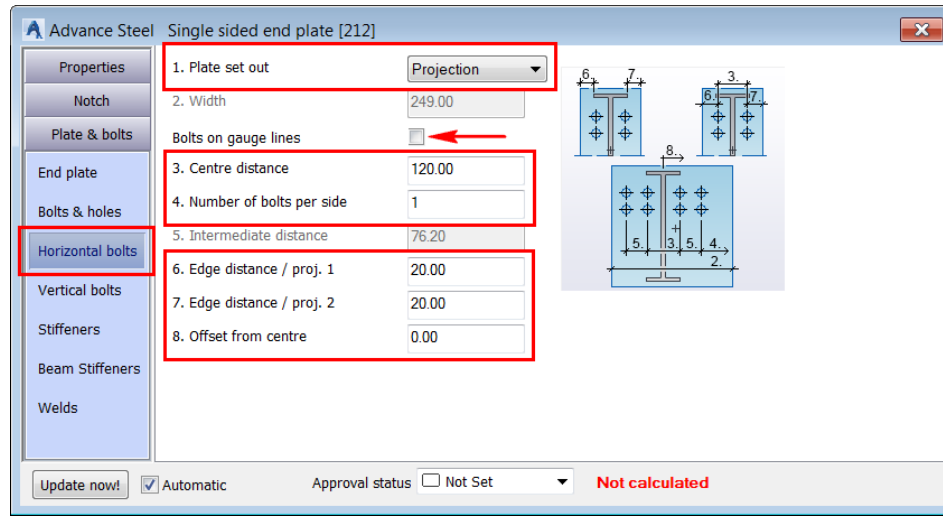 Advance Steel Single sided end plate [212]
Properties
Notch
Plate & bolts
End plate
Bolts & holes
Horizontal bolts
Vertical bolts
Stiffeners
Beam Stiffeners
Welds
1. Plate set out Projection
2. Width 249.00
Bolts on gauge lines
3. Centre distance 120.00
4. Number of bolts per side 1
5. Intermediate distance 76.20
6. Edge distance / proj. 1 20.00
7. Edge distance / proj. 2 20.00
8. Offset from centre 0.00
6. 7. 3.
6. 7.
8.
5. 3. 5. 4.
2.
Update now! Automatic Approval status Not Set Not calculated